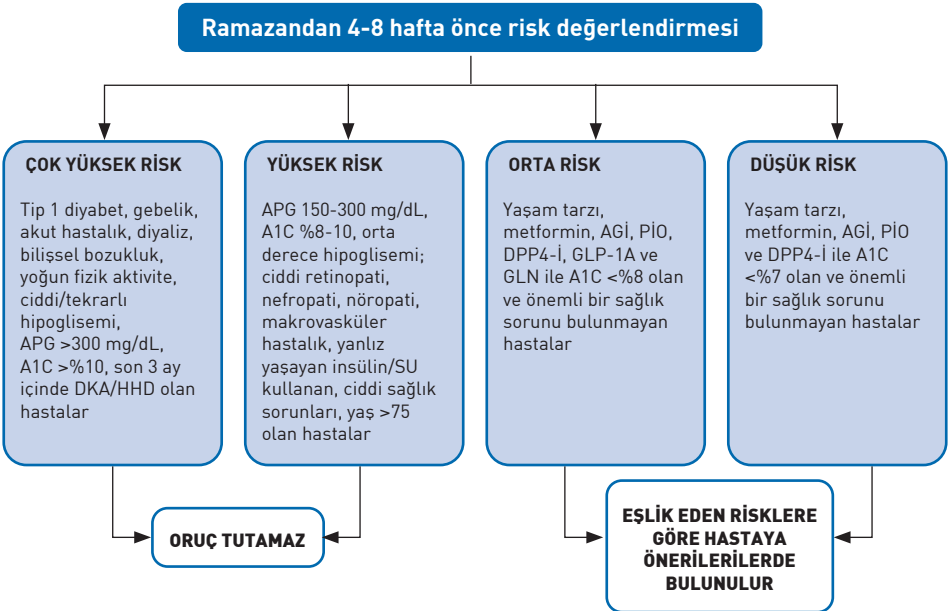 Ramazandan 4-8 hafta önce risk değerlendirmesi
ÇOK YÜKSEK RİSK
Tip 1 diyabet, gebelik,
akut hastalık, diyaliz,
bilişsel bozukluk,
yoğun fizik aktivite,
ciddi/tekrarlı
hipoglisemi,
APG >300 mg/dL,
A1C >%10, son 3 ay
içinde DKA/HHD olan
hastalar
YÜKSEK RİSK
APG 150-300 mg/dL,
A1C %8-10, orta
derece hipoglisemi;
ciddi retinopati,
nefropati, nöropati,
makrovasküler
hastalık, yanlız
yaşayan insülin/SU
kullanan, ciddi sağlık
sorunları, yaş >75
olan hastalar
ORTA RİSK
Yaşam tarzı,
metformin, AGİ, PİO,
DPP4-İ, GLP-1A ve
GLN ile A1C <%8 olan
ve önemli bir sağlık
sorunu bulunmayan
hastalar
DÜŞÜK RİSK
Yaşam tarzı,
metformin, AGİ, PİO
ve DPP4-İ ile A1C
<%7 olan ve önemli
bir sağlık sorunu
bulunmayan hastalar
ORUÇ TUTAMAZ
EŞLİK EDEN RİSKLERE
GÖRE HASTAYA
ÖNERİLERİLERDE
BULUNULUR